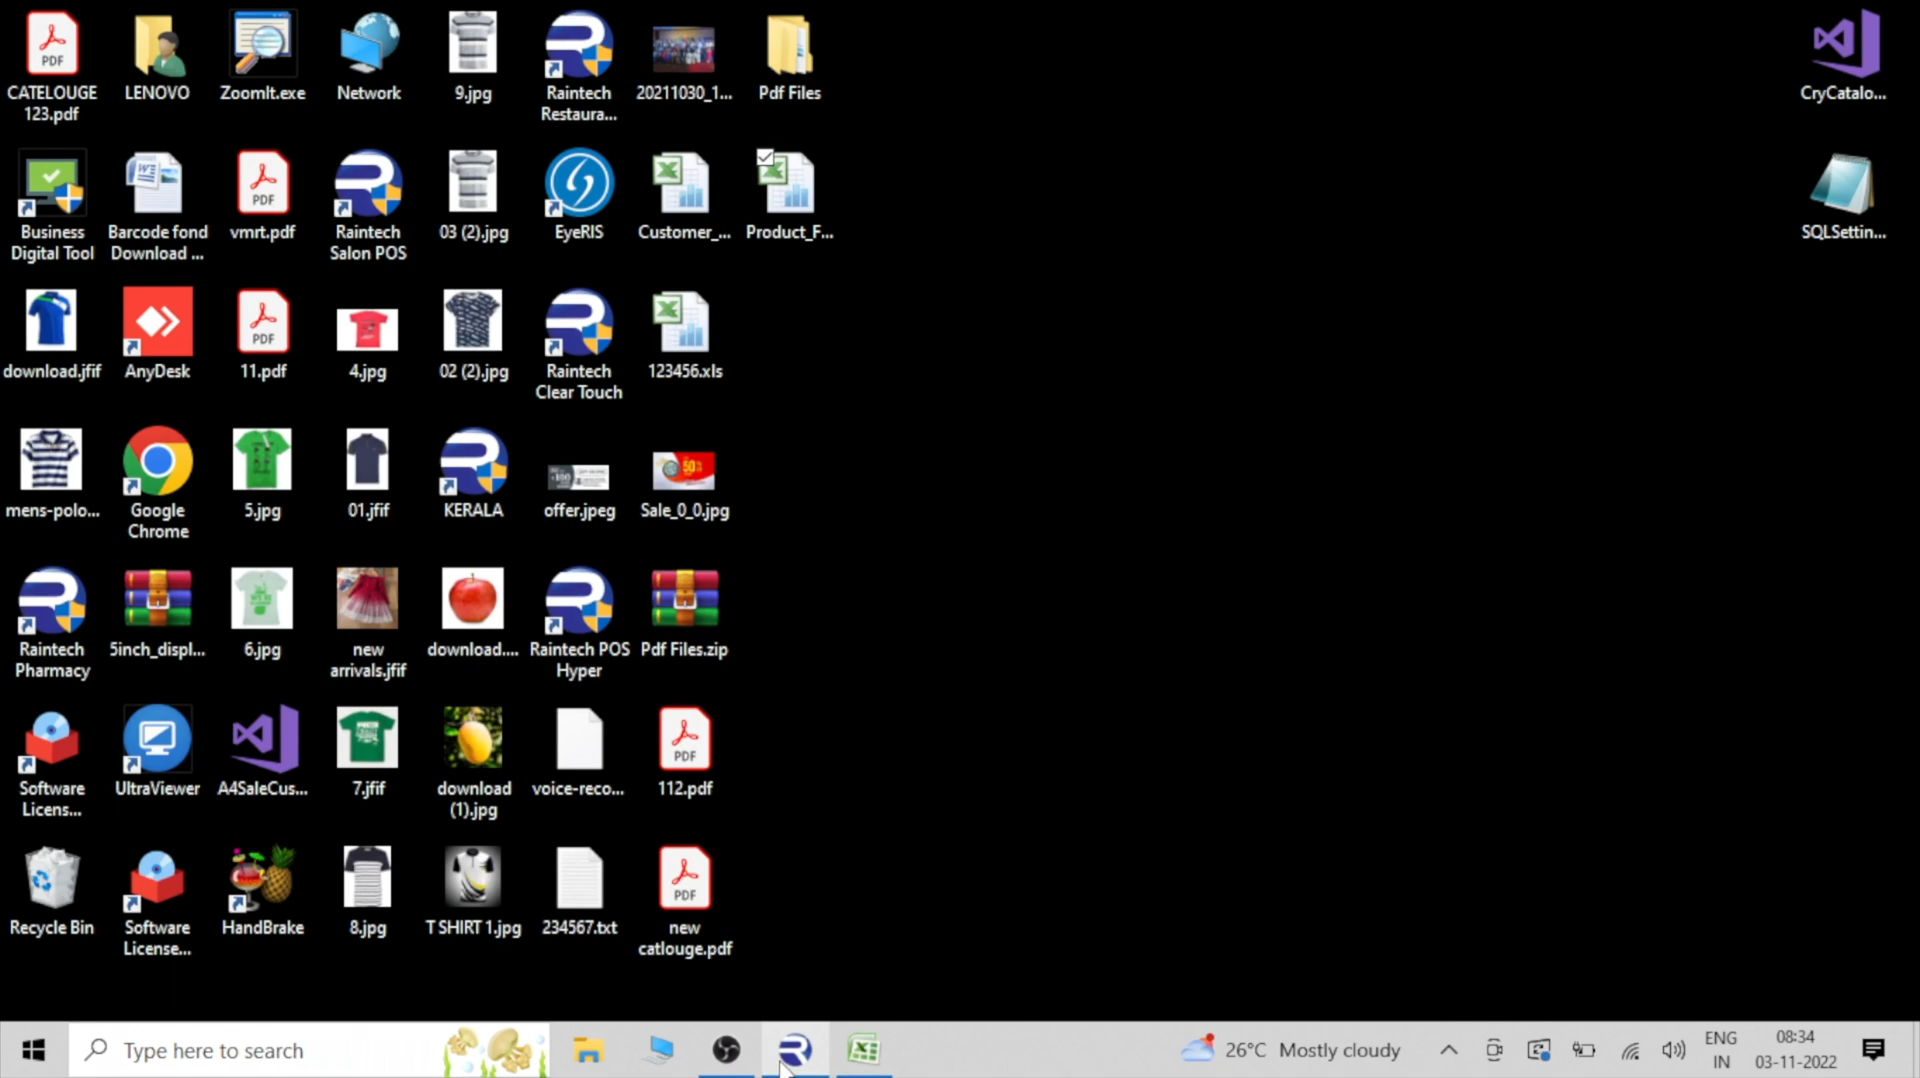 CATELOUGE
123.pdf
LENOVO
ZoomIt.exe
Network
9.jpg
Raintech
Restaura...
20211030_1...
Pdf Files
CryCatalo...
Business
Digital Tool
Barcode fond
Download ...
vmrt.pdf
Raintech
Salon POS
03 (2).jpg
EyeRIS
Customer_...
Product_F...
SQLSettin...
download.jfif
AnyDesk
11.pdf
4.jpg
02 (2).jpg
Raintech
Clear Touch
123456.xls
mens-polo...
Google
Chrome
5.jpg
01.jfif
KERALA
offer.jpeg
Sale_0_0.jpg
Raintech
Pharmacy
5inch_displ...
6.jpg
new
arrivals.jfif
download....
Raintech POS
Hyper
Pdf Files.zip
Software
Licens...
UltraViewer
A4SaleCus...
7.jfif
download
(1).jpg
voice-reco...
112.pdf
Recycle Bin
Software
License...
HandBrake
8.jpg
T SHIRT 1.jpg
234567.txt
new
catlouge.pdf
PDF
PDF
PDF
PDF
PDF
Type here to search
26°C Mostly cloudy
ENG
IN
08:34
03-11-2022